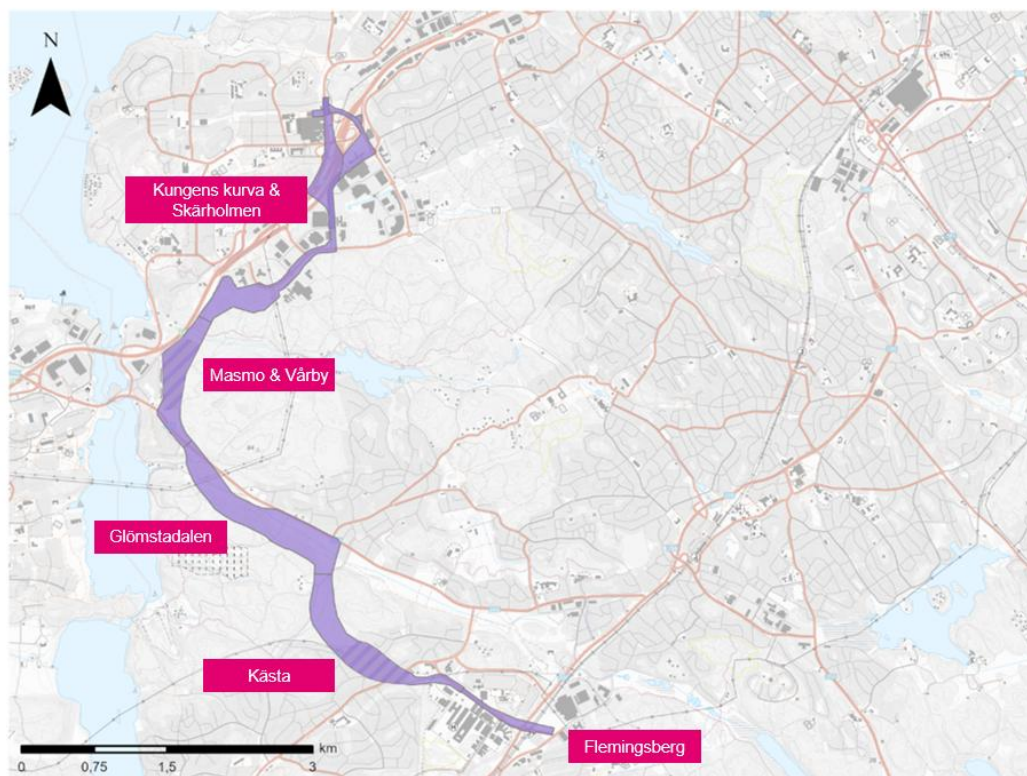 N
Kungens kurva &
Skärholmen
Masmo & Vårby
Glömstadalen
Kästa
Flemingsberg
km
0 0,75 1,5 3